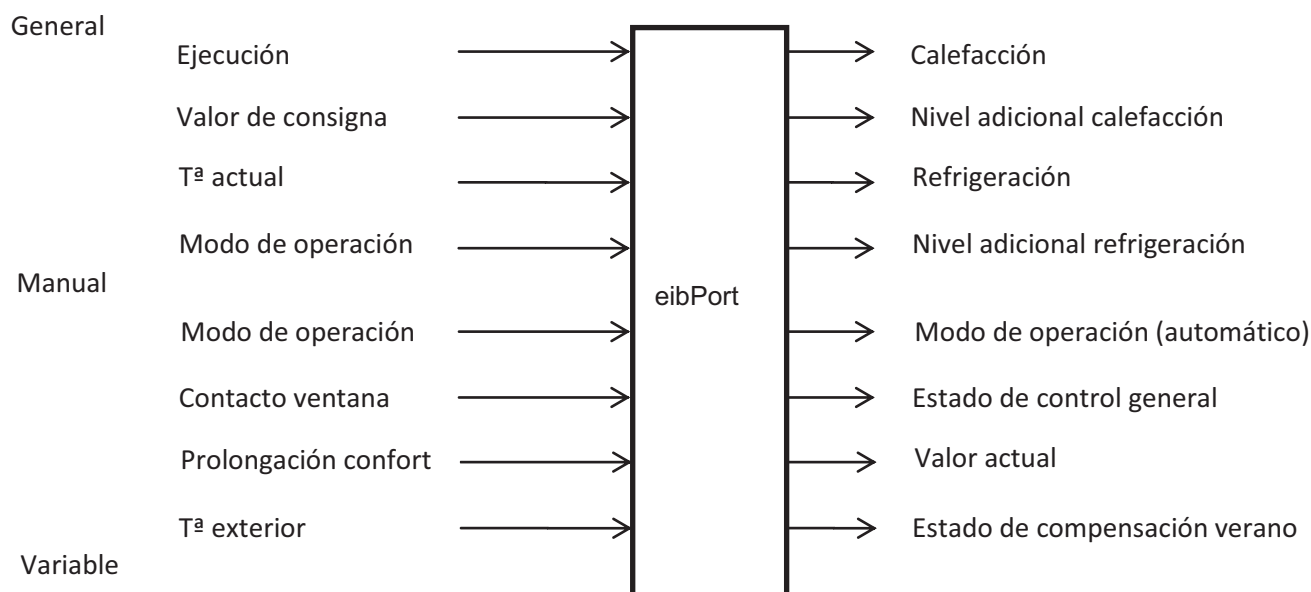 General
Ejecución
Calefacción
Valor de consigna
Nivel adicional calefacción
Tª actual
Refrigeración
Modo de operación
Nivel adicional refrigeración
Manual
eibPort
Modo de operación
Modo de operación (automático)
Contacto ventana
Estado de control general
Prolongación confort
Valor actual
Tª exterior
Estado de compensación verano
Variable